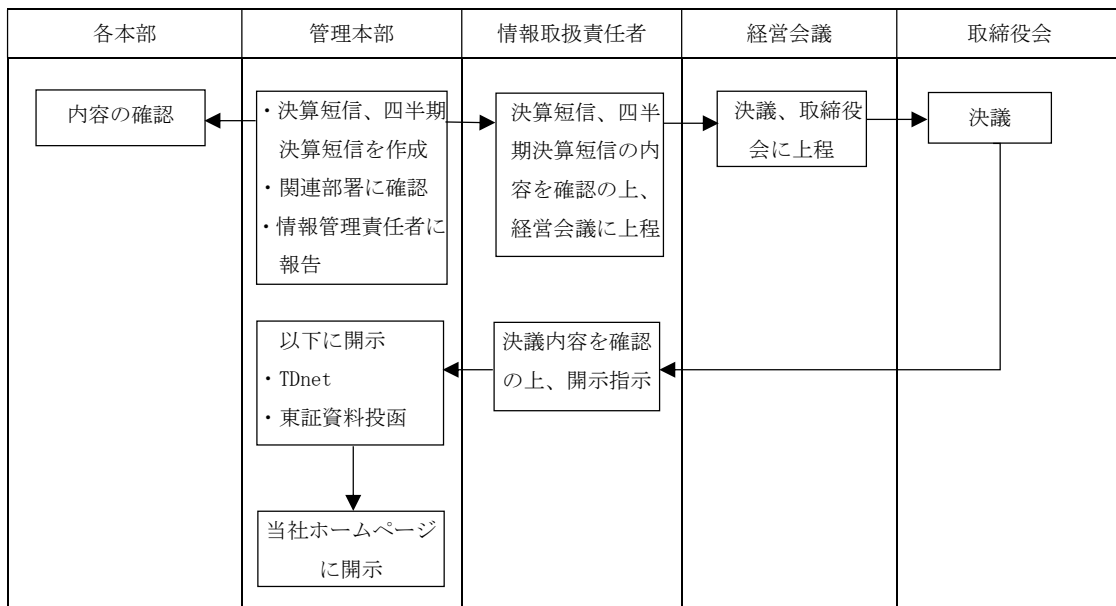 各本部
管理本部
情報取扱責任者
経営会議
取締役会
内容の確認
・決算短信、四半期
決算短信を作成
・関連部署に確認
・情報管理責任者に
報告
決算短信、四半
期決算短信の内
容を確認の上、
経営会議に上程
決議、取締役
会に上程
決議
以下に開示
・TDnet
・東証資料投函
決議内容を確認
の上、開示指示
当社ホームページ
に開示